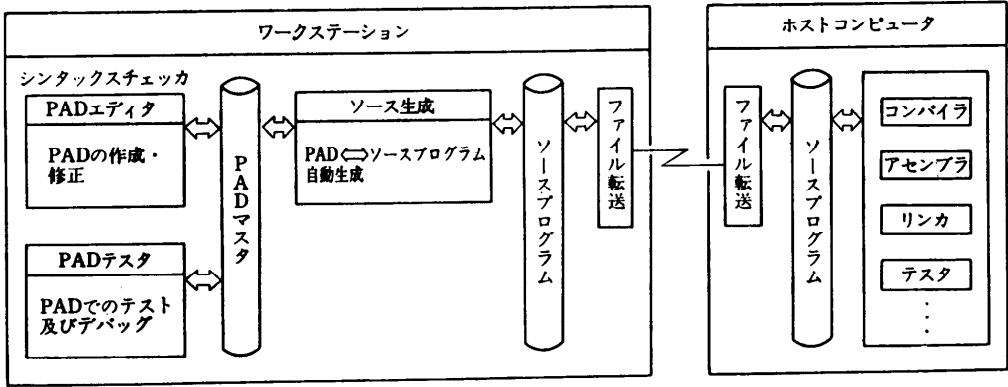 ワークステーション
シンタックスチェッカ
PADエディタ
PADの作成・
修正
PADテスタ
PADでのテスト
及びデバッグ
PADマスタ
ソース生成
PAD⇔ソースプログラム
自動生成
ソースプログラム
ファイル転送
ホストコンピュータ
ファイル転送
ソースプログラム
コンパイラ
アセンブラ
リンカ
テスタ
・
・
・